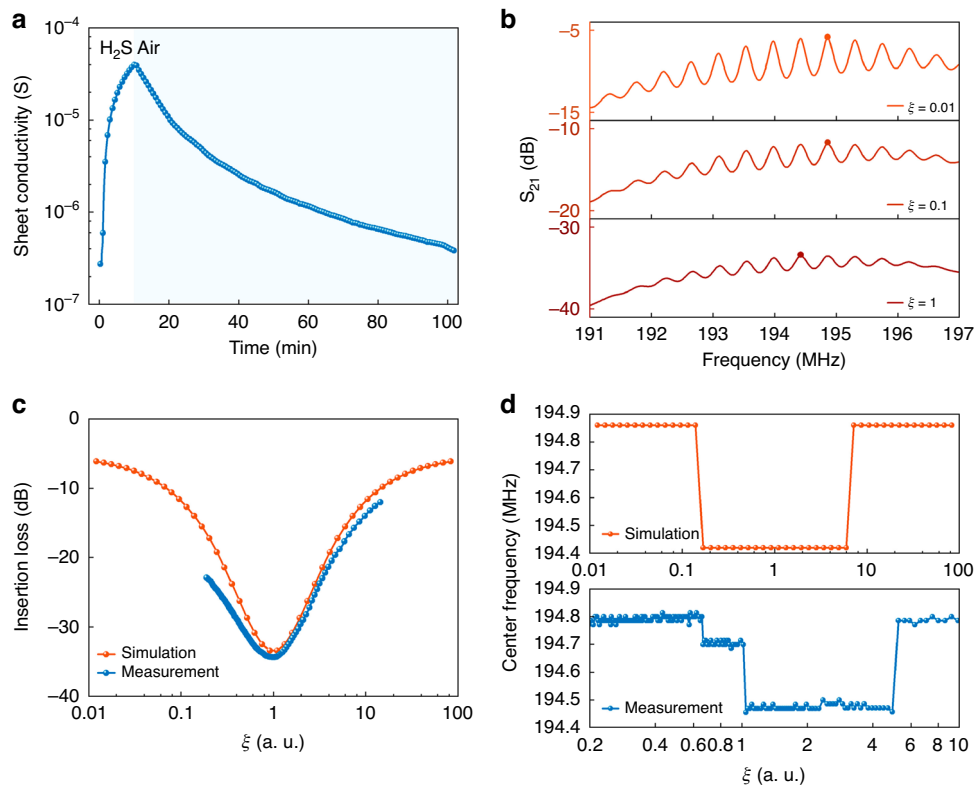 a
H₂S Air
10⁻⁴
10⁻⁵
10⁻⁶
10⁻⁷
Sheet conductivity (S)
0 20 40 60 80 100
Time (min)
b
−5
−15
ξ = 0.01
−10
−20
ξ = 0.1
−30
−40
ξ = 1
S₂₁ (dB)
191 192 193 194 195 196 197
Frequency (MHz)
c
0
−10
−20
−30
−40
Insertion loss (dB)
Simulation
Measurement
0.01 0.1 1 10 100
ξ (a. u.)
d
194.9
194.8
194.7
194.6
194.5
194.4
Simulation
0.01 0.1 1 10 100
Center frequency (MHz)
194.9
194.8
194.7
194.6
194.5
194.4
Measurement
0.2 0.4 0.6 0.8 1 2 4 6 8 10
ξ (a. u.)